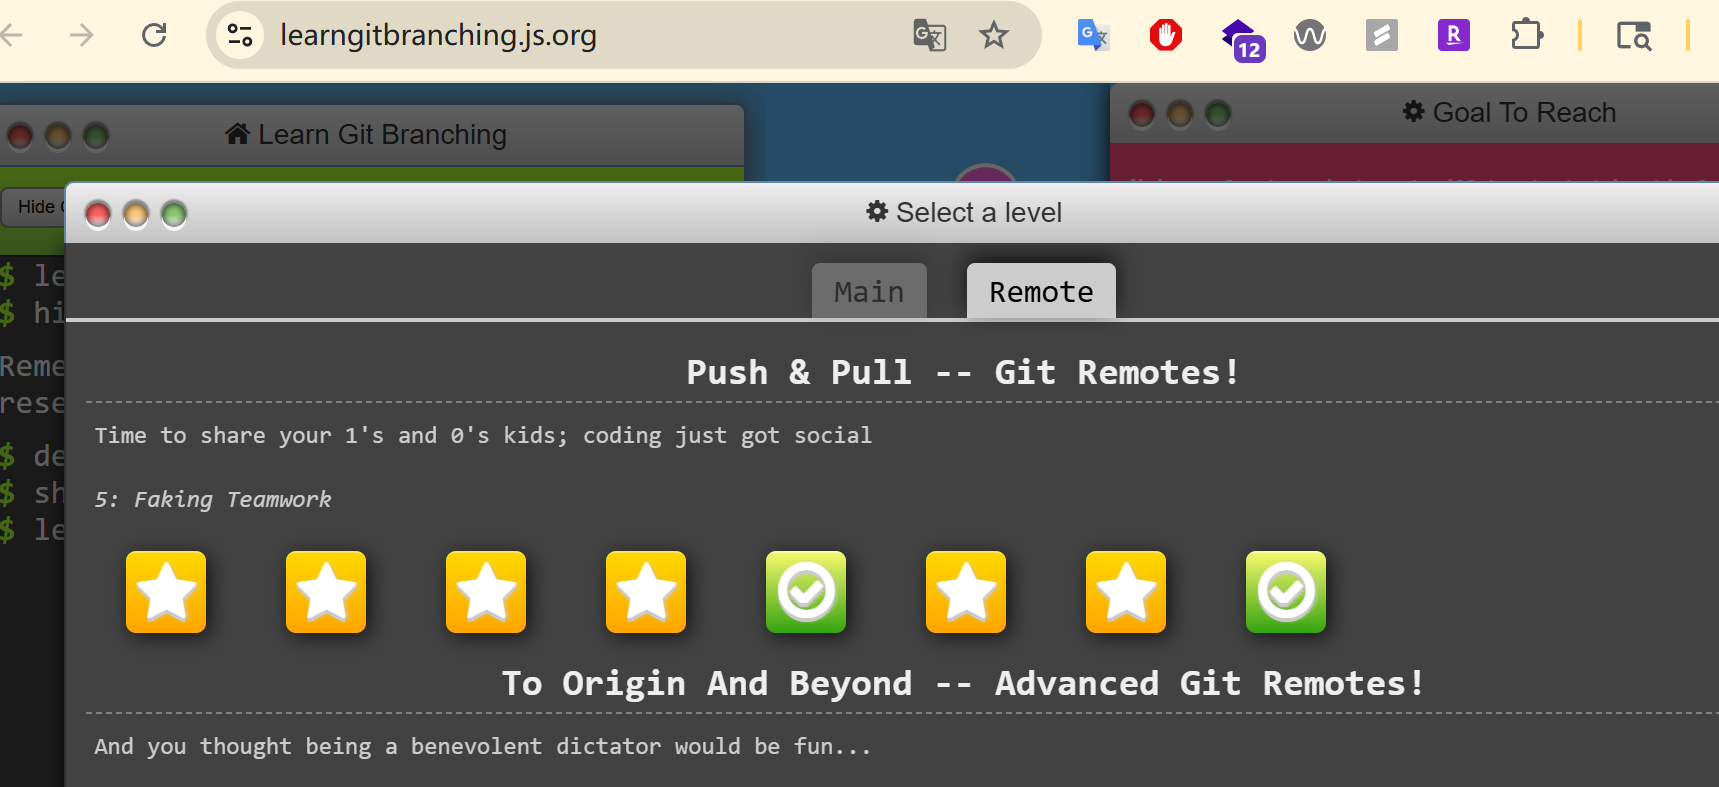 learngitbranching.js.org
12
Learn Git Branching
Goal To Reach
Hide
Select a level
$ le
$ hi
Main
Remote
Reme
rese
Push & Pull -- Git Remotes!
Time to share your 1's and 0's kids; coding just got social
$ de
$ sh
$ le
5: Faking Teamwork
To Origin And Beyond -- Advanced Git Remotes!
And you thought being a benevolent dictator would be fun...